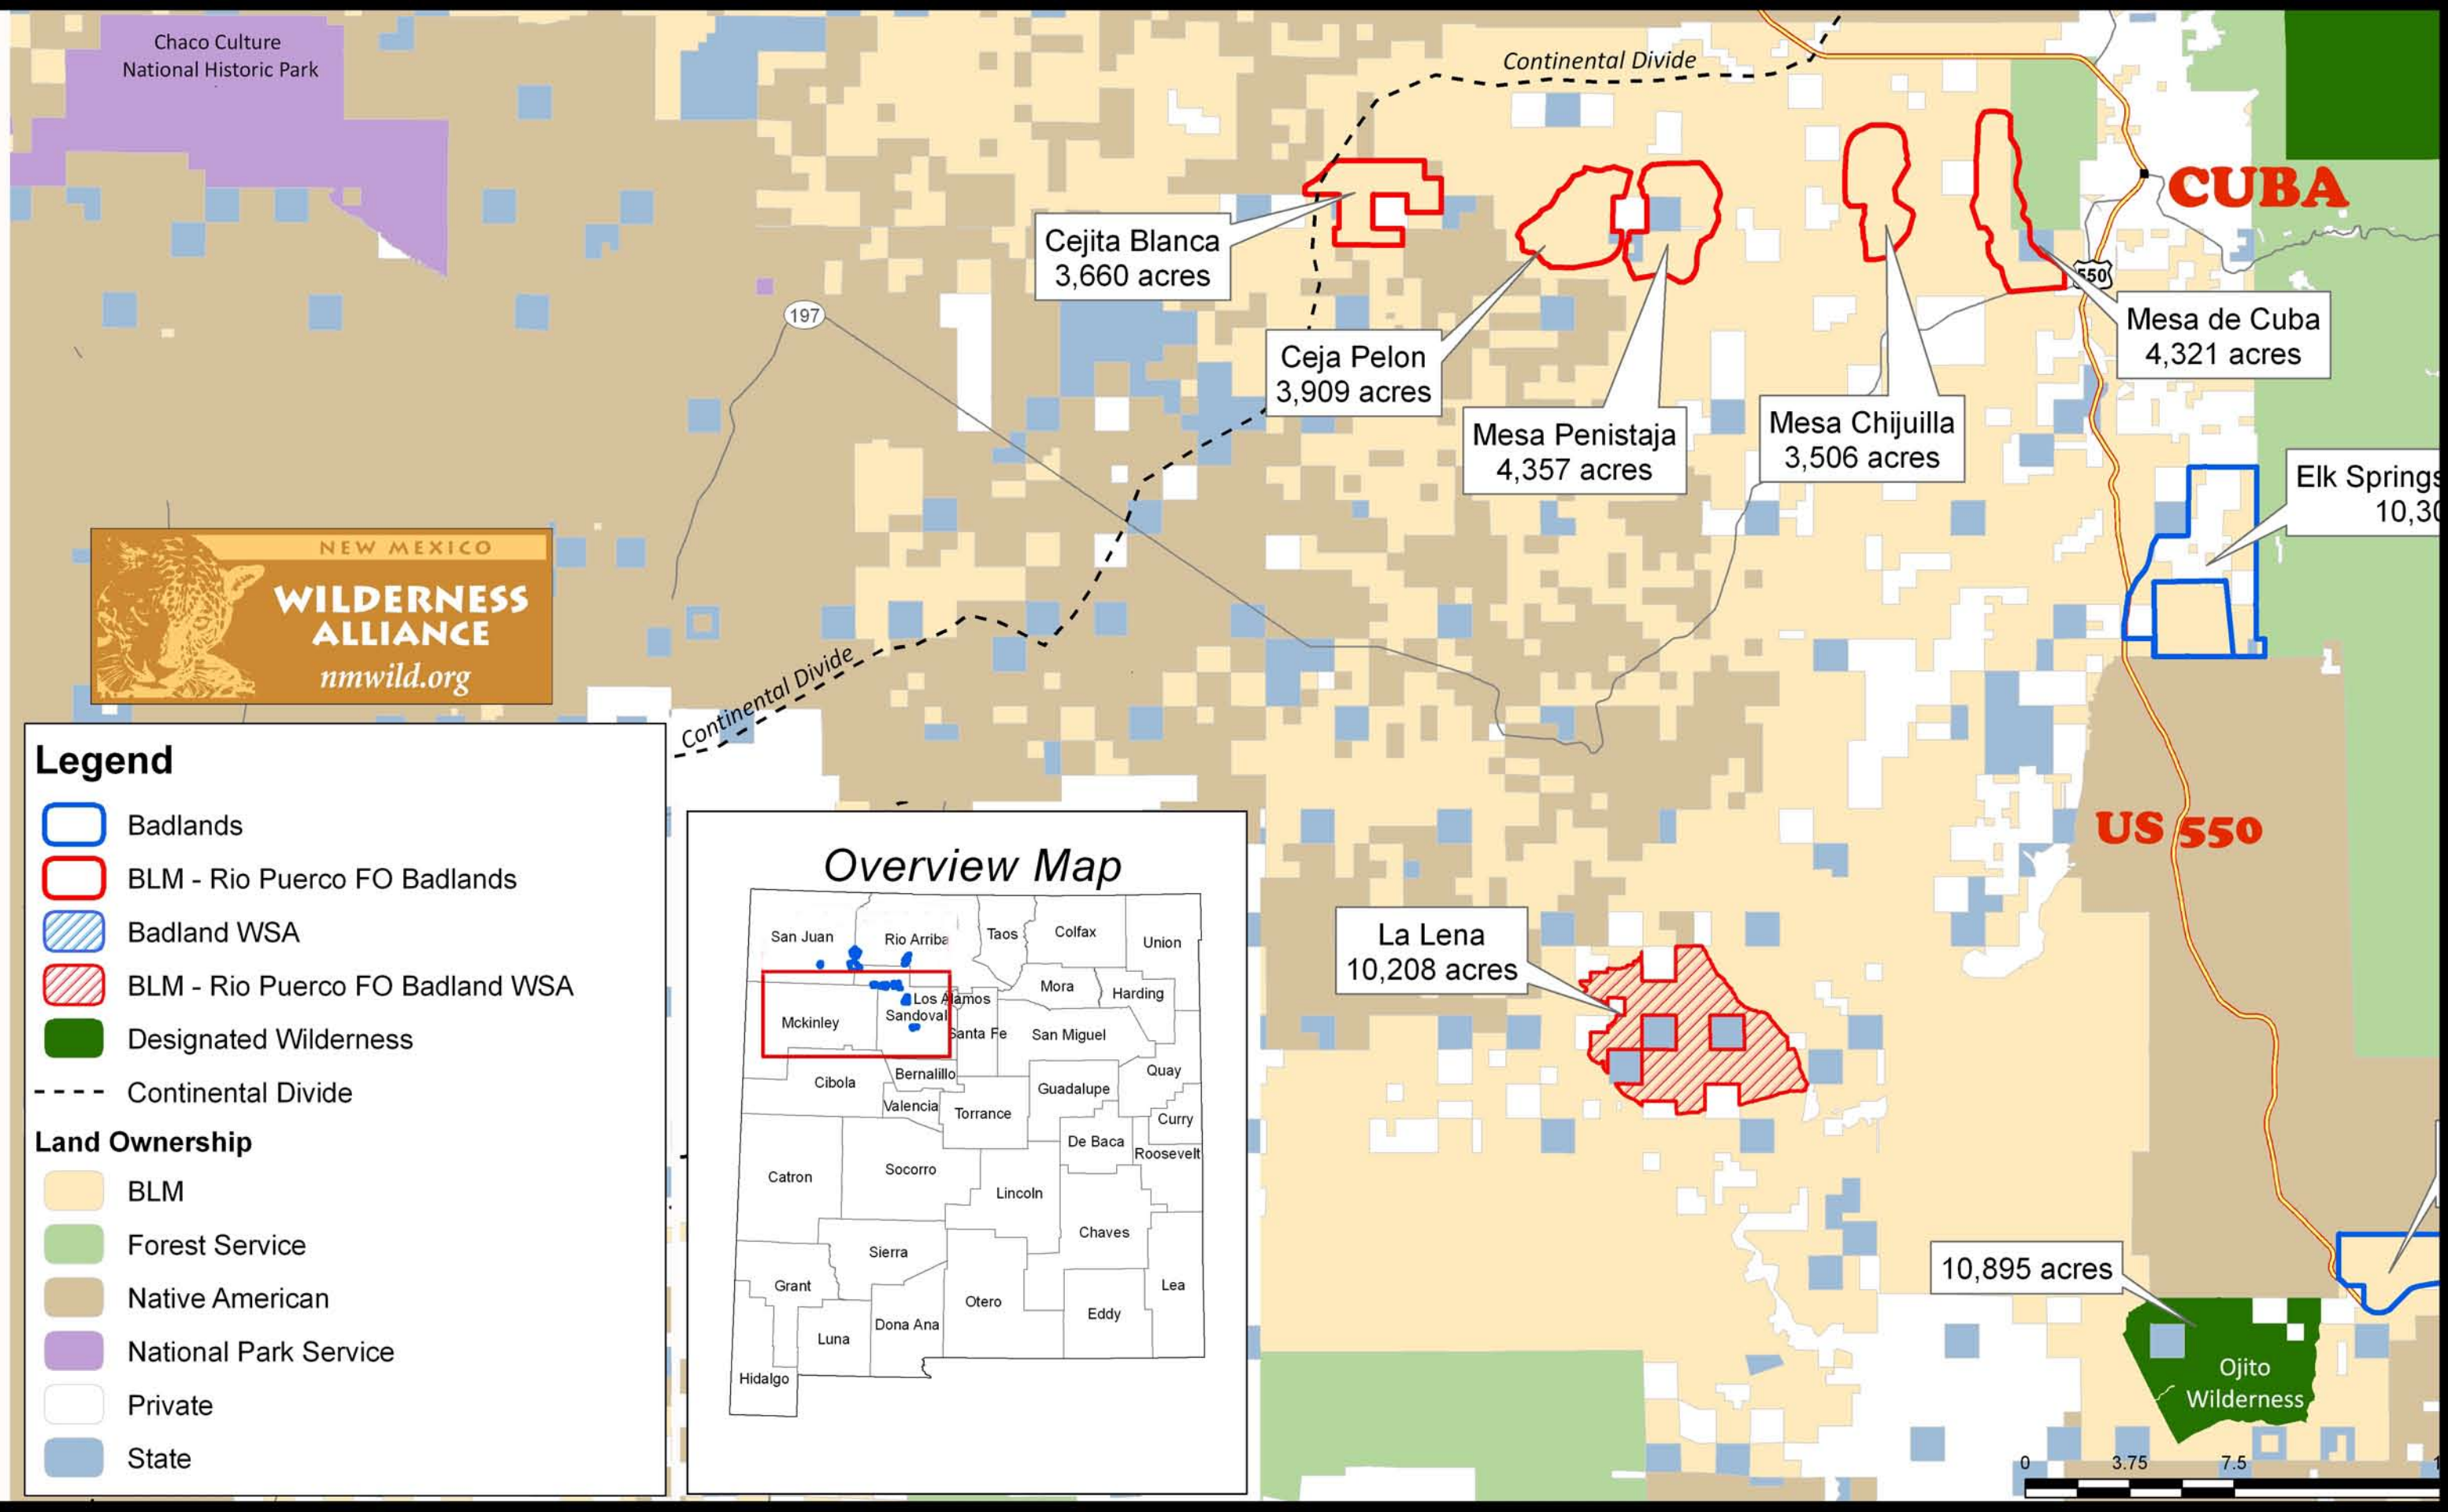 Chaco Culture
National Historic Park
Continental Divide
CUBA
550
Cejita Blanca
3,660 acres
197
Mesa de Cuba
4,321 acres
Ceja Pelon
3,909 acres
Mesa Penistaja
4,357 acres
Mesa Chijuilla
3,506 acres
Elk Springs
10,30
NEW MEXICO
WILDERNESS
ALLIANCE
nmwild.org
Continental Divide
US 550
Legend
Badlands
BLM - Rio Puerco FO Badlands
Badland WSA
BLM - Rio Puerco FO Badland WSA
Designated Wilderness
Continental Divide
Land Ownership
BLM
Forest Service
Native American
National Park Service
Private
State
Overview Map
San Juan
Rio Arriba
Taos
Colfax
Union
Los Alamos
Mora
Harding
Mckinley
Sandoval
Santa Fe
San Miguel
Cibola
Bernalillo
Guadalupe
Quay
Valencia
Torrance
Curry
De Baca
Roosevelt
Catron
Socorro
Lincoln
Chaves
Sierra
Grant
Lea
Otero
Eddy
Dona Ana
Luna
Hidalgo
La Lena
10,208 acres
10,895 acres
Ojito
Wilderness
0 3.75 7.5